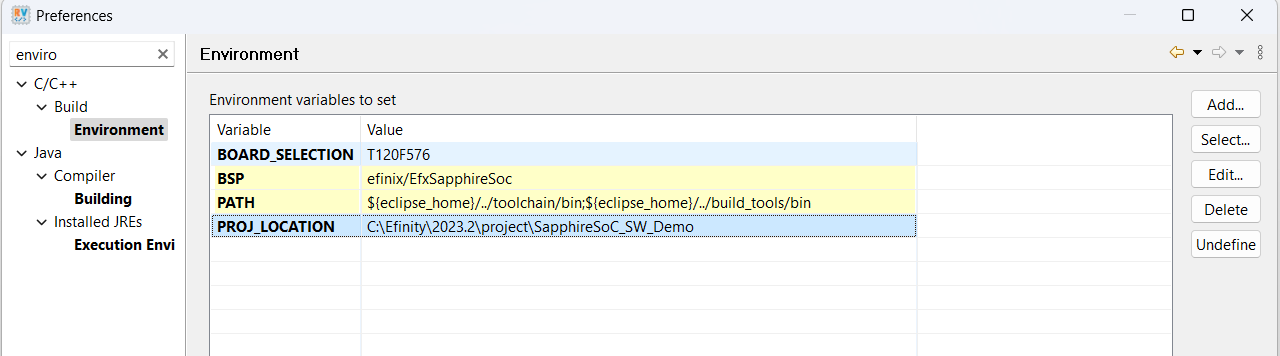 Preferences
enviro
Environment
C/C++
Build
Environment
Java
Compiler
Building
Installed JREs
Execution Envi
Environment variables to set
Variable Value
BOARD_SELECTION T120F576
BSP efinix/EfxSapphireSoc
PATH ${eclipse_home}/../toolchain/bin;${eclipse_home}/../build_tools/bin
PROJ_LOCATION C:\Efinity\2023.2\project\SapphireSoC_SW_Demo
Add...
Select...
Edit...
Delete
Undefine